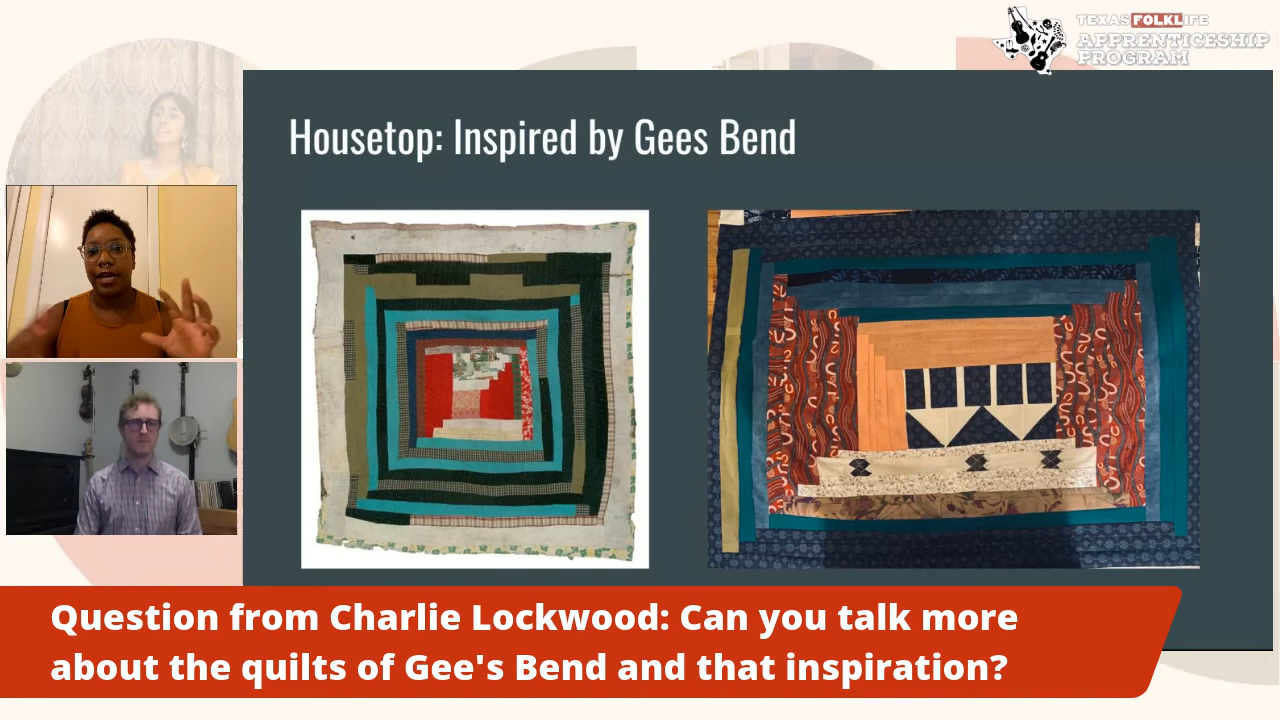 TEXAS FOLKLIFE
APPRENTICESHIP
PROGRAM
Housetop: Inspired by Gees Bend
Question from Charlie Lockwood: Can you talk more
about the quilts of Gee's Bend and that inspiration?